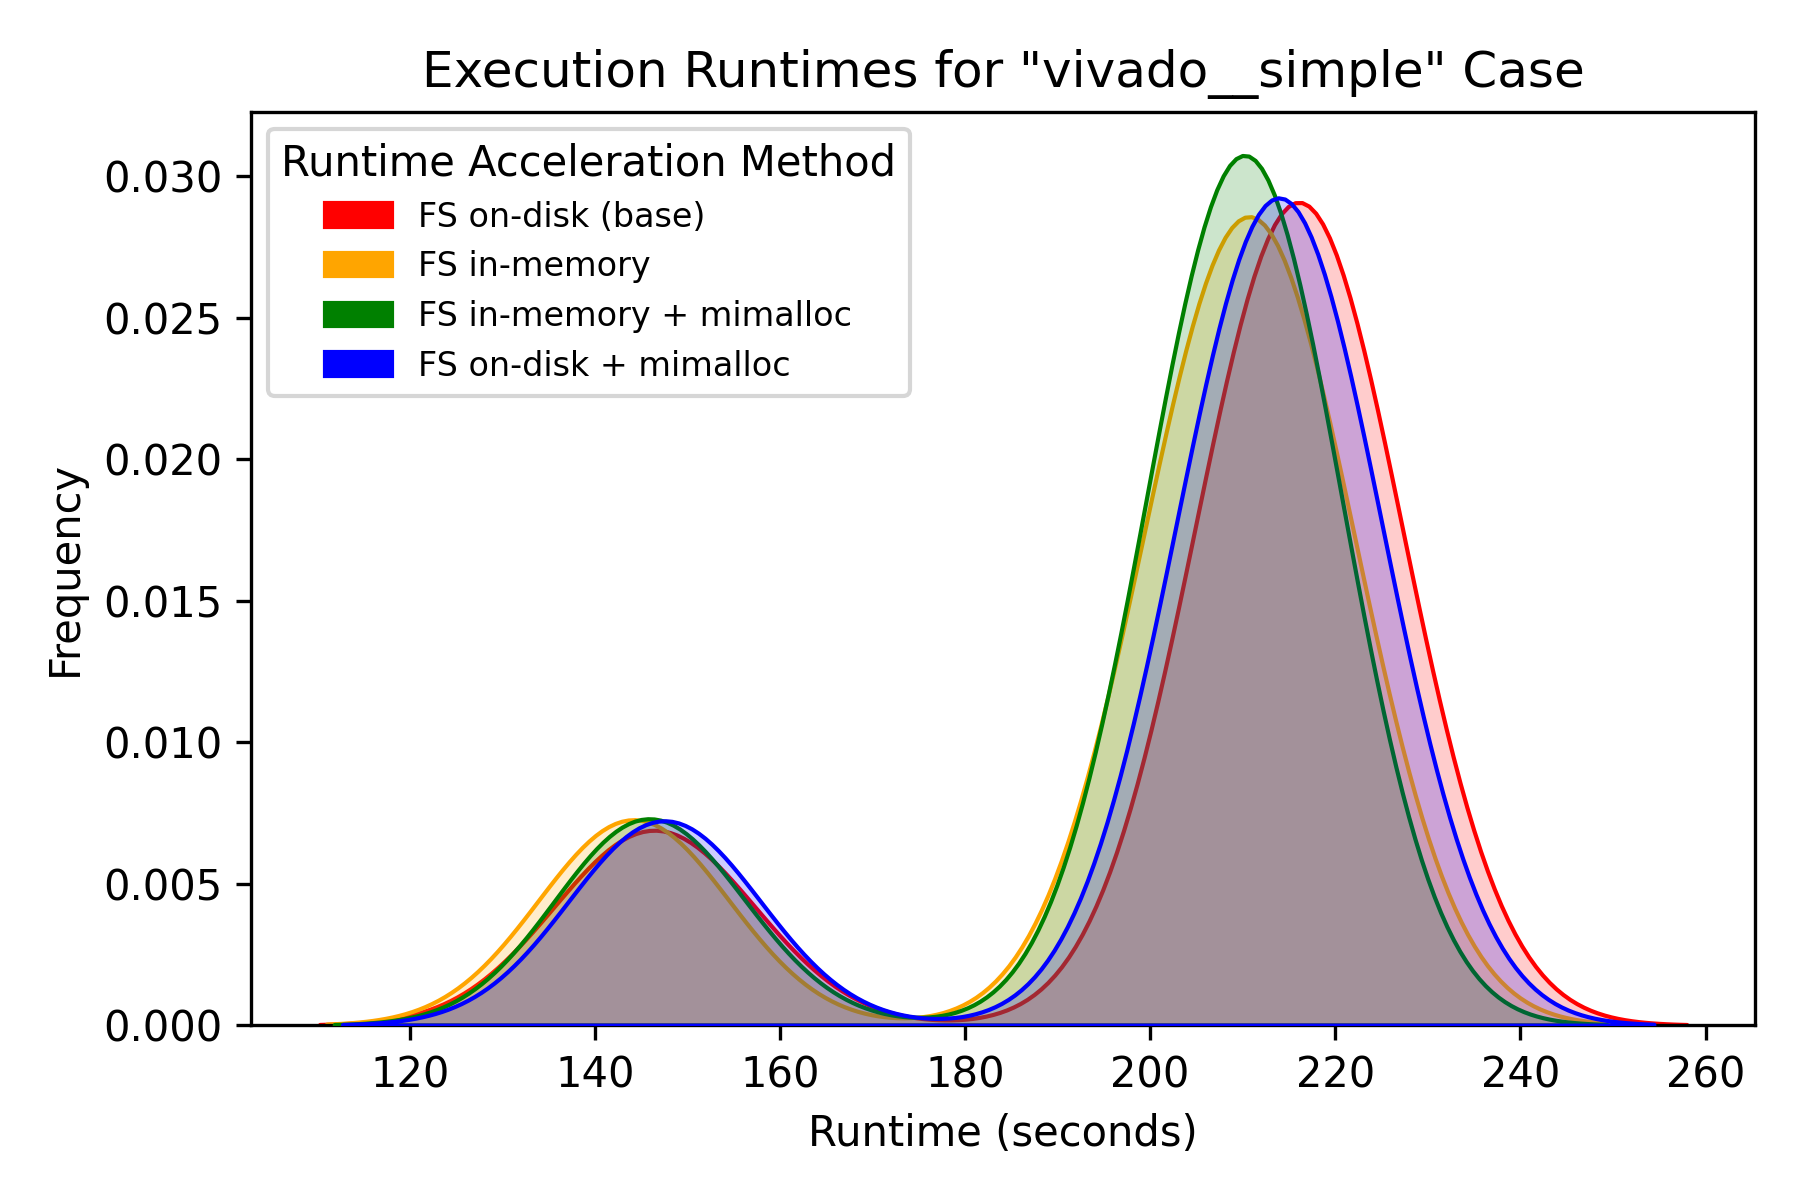 Execution Runtimes for "vivado__simple" Case
Runtime Acceleration Method
FS on-disk (base)
FS in-memory
FS in-memory + mimalloc
FS on-disk + mimalloc
Frequency
0.030
0.025
0.020
0.015
0.010
0.005
0.000
120 140 160 180 200 220 240 260
Runtime (seconds)